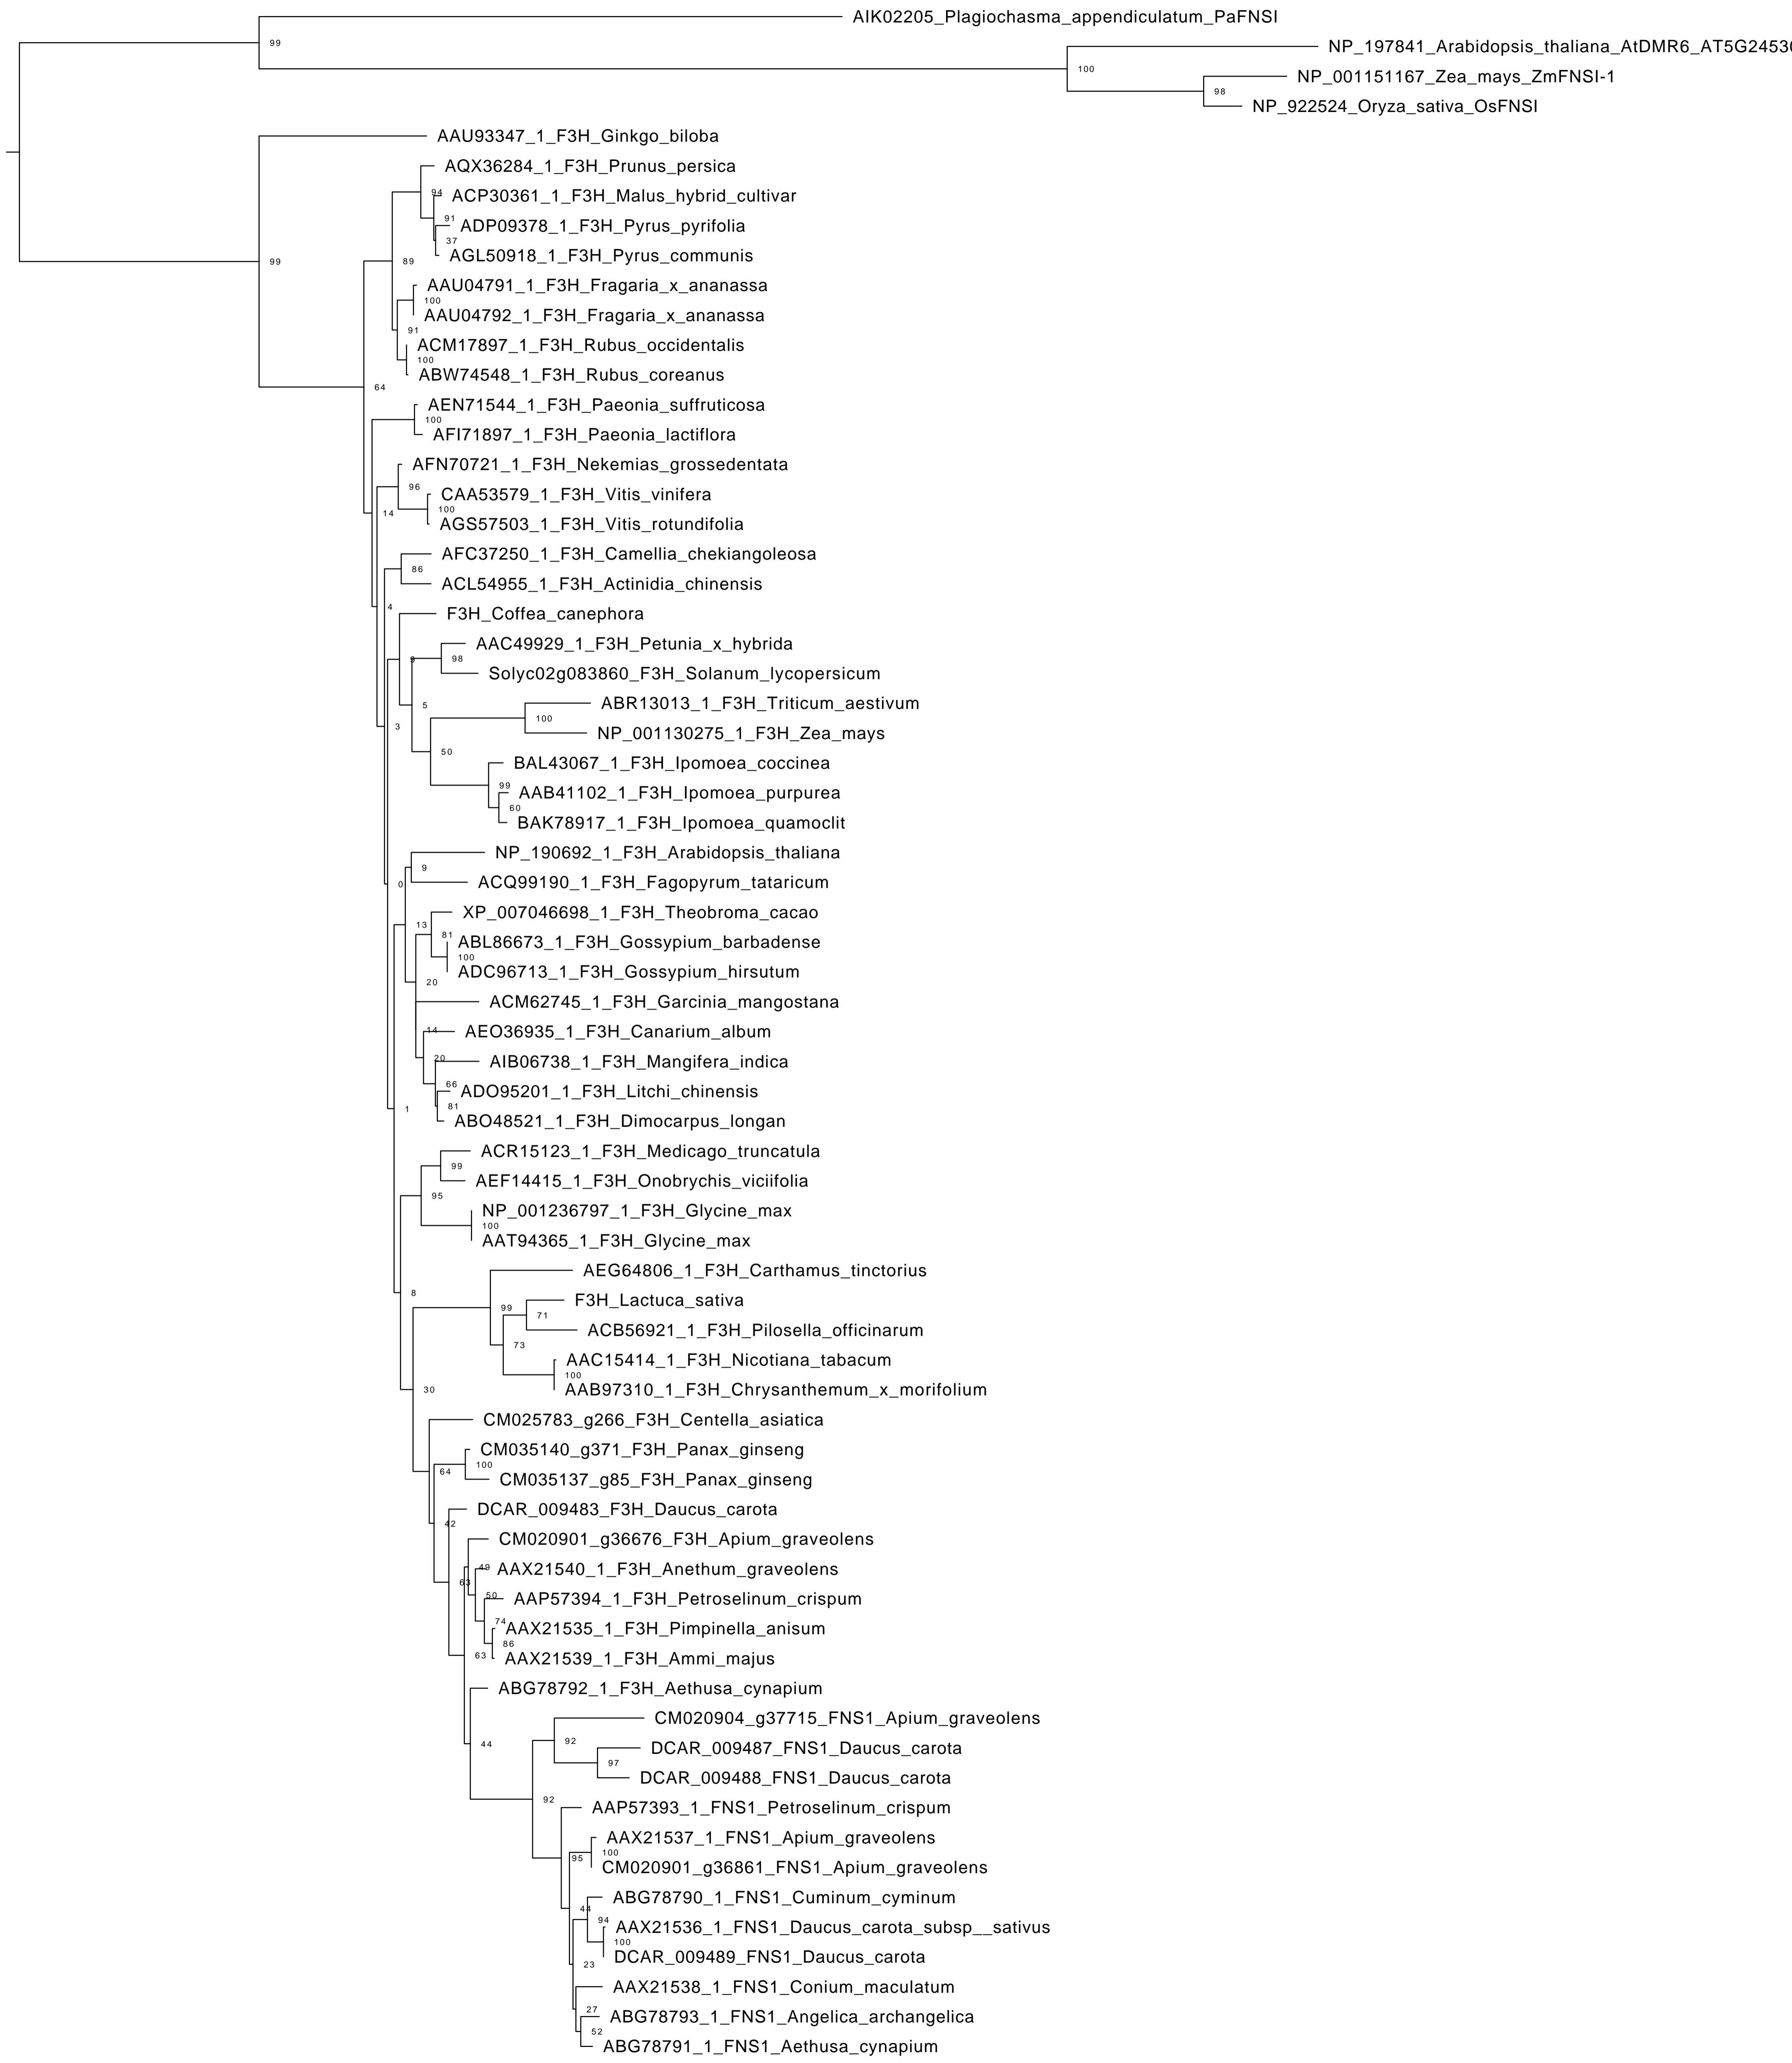 AIK02205_Plagiochasma_appendiculatum_PaFNSI
99
NP_197841_Arabidopsis_thaliana_AtDMR6_AT5G2453
100
NP_001151167_Zea_mays_ZmFNSI-1
98
NP_922524_Oryza_sativa_OsFNSI
AAU93347_1_F3H_Ginkgo_biloba
AQX36284_1_F3H_Prunus_persica
94
ACP30361_1_F3H_Malus_hybrid_cultivar
91
ADP09378_1_F3H_Pyrus_pyrifolia
37
AGL50918_1_F3H_Pyrus_communis
99
89
AAU04791_1_F3H_Fragaria_x_ananassa
100
AAU04792_1_F3H_Fragaria_x_ananassa
91
ACM17897_1_F3H_Rubus_occidentalis
100
ABW74548_1_F3H_Rubus_coreanus
64
AEN71544_1_F3H_Paeonia_suffruticosa
100
AFI71897_1_F3H_Paeonia_lactiflora
AFN70721_1_F3H_Nekemias_grossedentata
96
CAA53579_1_F3H_Vitis_vinifera
100
14
AGS57503_1_F3H_Vitis_rotundifolia
AFC37250_1_F3H_Camellia_chekiangoleosa
86
ACL54955_1_F3H_Actinidia_chinensis
4
F3H_Coffea_canephora
AAC49929_1_F3H_Petunia_x_hybrida
9
98
Solyc02g083860_F3H_Solanum_lycopersicum
ABR13013_1_F3H_Triticum_aestivum
5
100
3
NP_001130275_1_F3H_Zea_mays
50
BAL43067_1_F3H_Ipomoea_coccinea
99
AAB41102_1_F3H_Ipomoea_purpurea
60
BAK78917_1_F3H_Ipomoea_quamoclit
NP_190692_1_F3H_Arabidopsis_thaliana
9
0
ACQ99190_1_F3H_Fagopyrum_tataricum
XP_007046698_1_F3H_Theobroma_cacao
13
81
ABL86673_1_F3H_Gossypium_barbadense
100
ADC96713_1_F3H_Gossypium_hirsutum
20
ACM62745_1_F3H_Garcinia_mangostana
14
AEO36935_1_F3H_Canarium_album
20
AIB06738_1_F3H_Mangifera_indica
66
ADO95201_1_F3H_Litchi_chinensis
81
1
ABO48521_1_F3H_Dimocarpus_longan
ACR15123_1_F3H_Medicago_truncatula
99
AEF14415_1_F3H_Onobrychis_viciifolia
95
NP_001236797_1_F3H_Glycine_max
100
AAT94365_1_F3H_Glycine_max
AEG64806_1_F3H_Carthamus_tinctorius
8
F3H_Lactuca_sativa
99
71
ACB56921_1_F3H_Pilosella_officinarum
73
AAC15414_1_F3H_Nicotiana_tabacum
100
30
AAB97310_1_F3H_Chrysanthemum_x_morifolium
CM025783_g266_F3H_Centella_asiatica
CM035140_g371_F3H_Panax_ginseng
100
64
CM035137_g85_F3H_Panax_ginseng
DCAR_009483_F3H_Daucus_carota
42
CM020901_g36676_F3H_Apium_graveolens
49
AAX21540_1_F3H_Anethum_graveolens
63
50
AAP57394_1_F3H_Petroselinum_crispum
74
AAX21535_1_F3H_Pimpinella_anisum
86
63
AAX21539_1_F3H_Ammi_majus
ABG78792_1_F3H_Aethusa_cynapium
CM020904_g37715_FNS1_Apium_graveolens
92
44
DCAR_009487_FNS1_Daucus_carota
97
DCAR_009488_FNS1_Daucus_carota
92
AAP57393_1_FNS1_Petroselinum_crispum
AAX21537_1_FNS1_Apium_graveolens
100
95
CM020901_g36861_FNS1_Apium_graveolens
ABG78790_1_FNS1_Cuminum_cyminum
44
94
AAX21536_1_FNS1_Daucus_carota_subsp__sativus
100
DCAR_009489_FNS1_Daucus_carota
23
AAX21538_1_FNS1_Conium_maculatum
27
ABG78793_1_FNS1_Angelica_archangelica
52
ABG78791_1_FNS1_Aethusa_cynapium